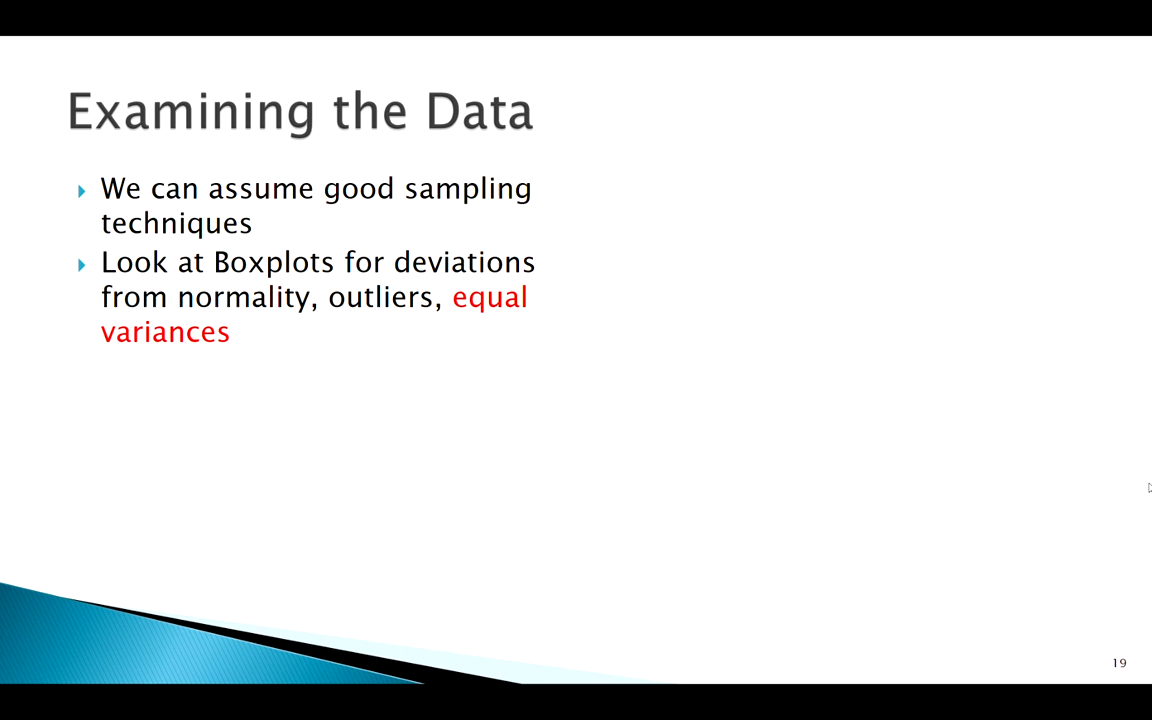 Examining the Data
We can assume good sampling
techniques
Look at Boxplots for deviations
from normality, outliers, equal
variances
19